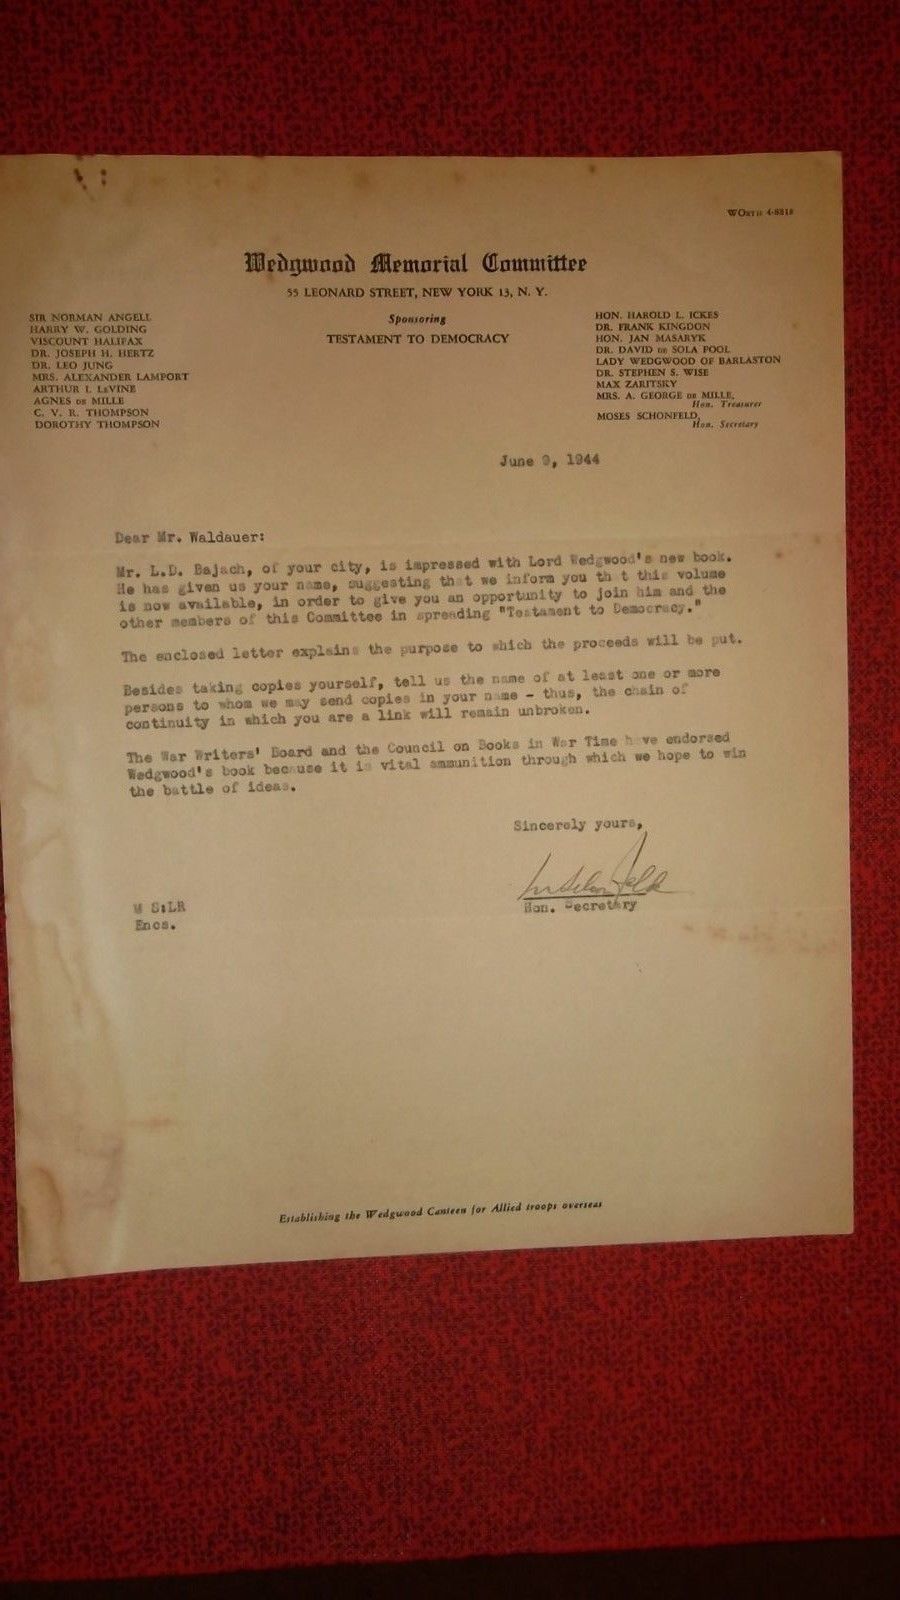 WOrth 4-8818
Wedgwood Memorial Committee
55 LEONARD STREET, NEW YORK 13, N. Y.
Sponsoring
TESTAMENT TO DEMOCRACY
SIR NORMAN ANGELL
HARRY W. GOLDING
VISCOUNT HALIFAX
DR. JOSEPH H. HERTZ
DR. LEO JUNG
MRS. ALEXANDER LAMPORT
ARTHUR I. LeVINE
AGNES DE MILLE
C. V. R. THOMPSON
DOROTHY THOMPSON
HON. HAROLD L. ICKES
DR. FRANK KINGDON
HON. JAN MASARYK
DR. DAVID DE SOLA POOL
LADY WEDGWOOD OF BARLASTON
DR. STEPHEN S. WISE
MAX ZARITSKY
MRS. A. GEORGE DE MILLE,
Hon. Treasurer
MOSES SCHONFELD,
Hon. Secretary
June 9, 1944
Dear Mr. Waldauer:
Mr. L.D. Bajach, of your city, is impressed with Lord Wedgwood's new book.
He has given us your name, suggesting that we inform you th t this volume
is now available, in order to give you an opportunity to join him and the
other members of this Committee in spreading "Testament to Democracy."
The enclosed letter explains the purpose to which the proceeds will be put.
Besides taking copies yourself, tell us the name of at least one or more
persons to whom we may send copies in your name - thus, the chain of
continuity in which you are a link will remain unbroken.
The War Writers' Board and the Council on Books in War Time have endorsed
Wedgwood's book because it is vital ammunition through which we hope to win
the battle of ideas.
Sincerely yours,
Hon. Secretary
M S:LR
Encs.
Establishing the Wedgwood Canteen for Allied troops overseas